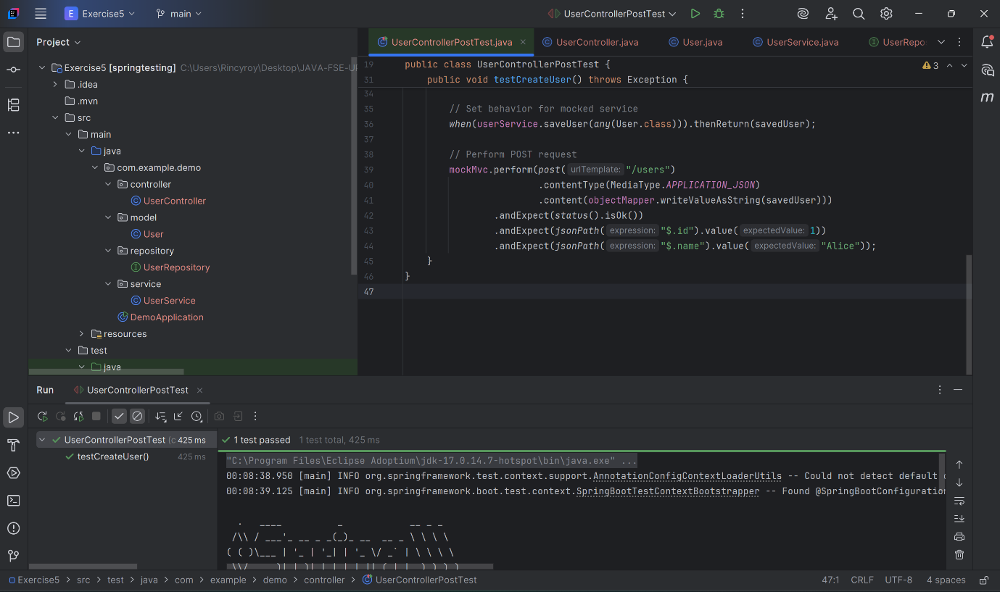 E Exercise5 main UserControllerPostTest
Project
UserControllerPostTest.java UserController.java User.java UserService.java UserRepo
Exercise5 [springtesting] C:\Users\Rincyroy\Desktop\JAVA-FSE-UP
.idea
.mvn
src
main
java
com.example.demo
controller
UserController
model
User
repository
UserRepository
service
UserService
DemoApplication
resources
test
java
19 public class UserControllerPostTest { 3
31 public void testCreateUser() throws Exception {
34
35 // Set behavior for mocked service
36 when(userService.saveUser(any(User.class))).thenReturn(savedUser);
37
38 // Perform POST request
39 mockMvc.perform(post( urlTemplate: "/users")
40 .contentType(MediaType.APPLICATION_JSON)
41 .content(objectMapper.writeValueAsString(savedUser)))
42 .andExpect(status().isOk())
43 .andExpect(jsonPath( expression: "$.id").value( expectedValue: 1))
44 .andExpect(jsonPath( expression: "$.name").value( expectedValue: "Alice"));
45 }
46 }
47
Run UserControllerPostTest
UserControllerPostTest (c 425 ms
testCreateUser() 425 ms
1 test passed 1 test total, 425 ms
"C:\Program Files\Eclipse Adoptium\jdk-17.0.14.7-hotspot\bin\java.exe" ...
00:08:38.950 [main] INFO org.springframework.test.context.support.AnnotationConfigContextLoaderUtils -- Could not detect default c
00:08:39.125 [main] INFO org.springframework.boot.test.context.SpringBootTestContextBootstrapper -- Found @SpringBootConfiguration
Exercise5 > src > test > java > com > example > demo > controller > UserControllerPostTest 47:1 CRLF UTF-8 4 spaces